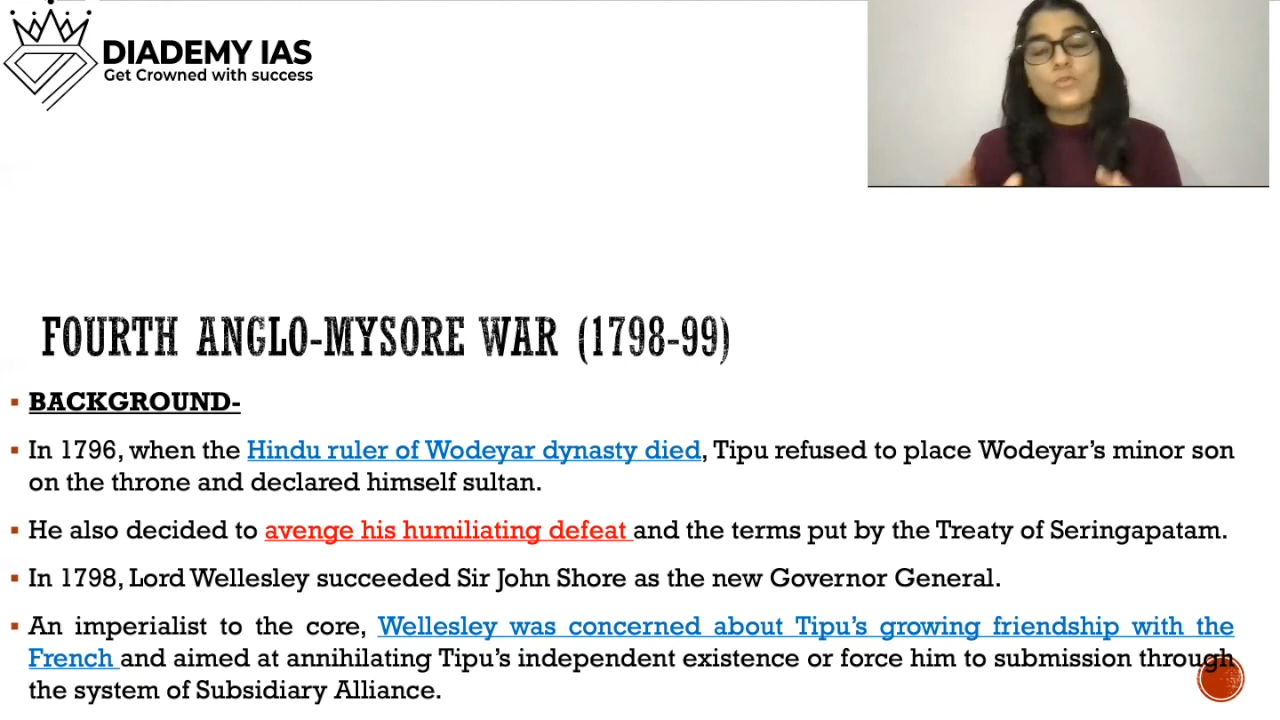 DIADEMY IAS
Get Crowned with success
FOURTH ANGLO-MYSORE WAR (1798-99)
▪ BACKGROUND-
▪ In 1796, when the Hindu ruler of Wodeyar dynasty died, Tipu refused to place Wodeyar’s minor son
on the throne and declared himself sultan.
▪ He also decided to avenge his humiliating defeat and the terms put by the Treaty of Seringapatam.
▪ In 1798, Lord Wellesley succeeded Sir John Shore as the new Governor General.
▪ An imperialist to the core, Wellesley was concerned about Tipu’s growing friendship with the
French and aimed at annihilating Tipu’s independent existence or force him to submission through
the system of Subsidiary Alliance.